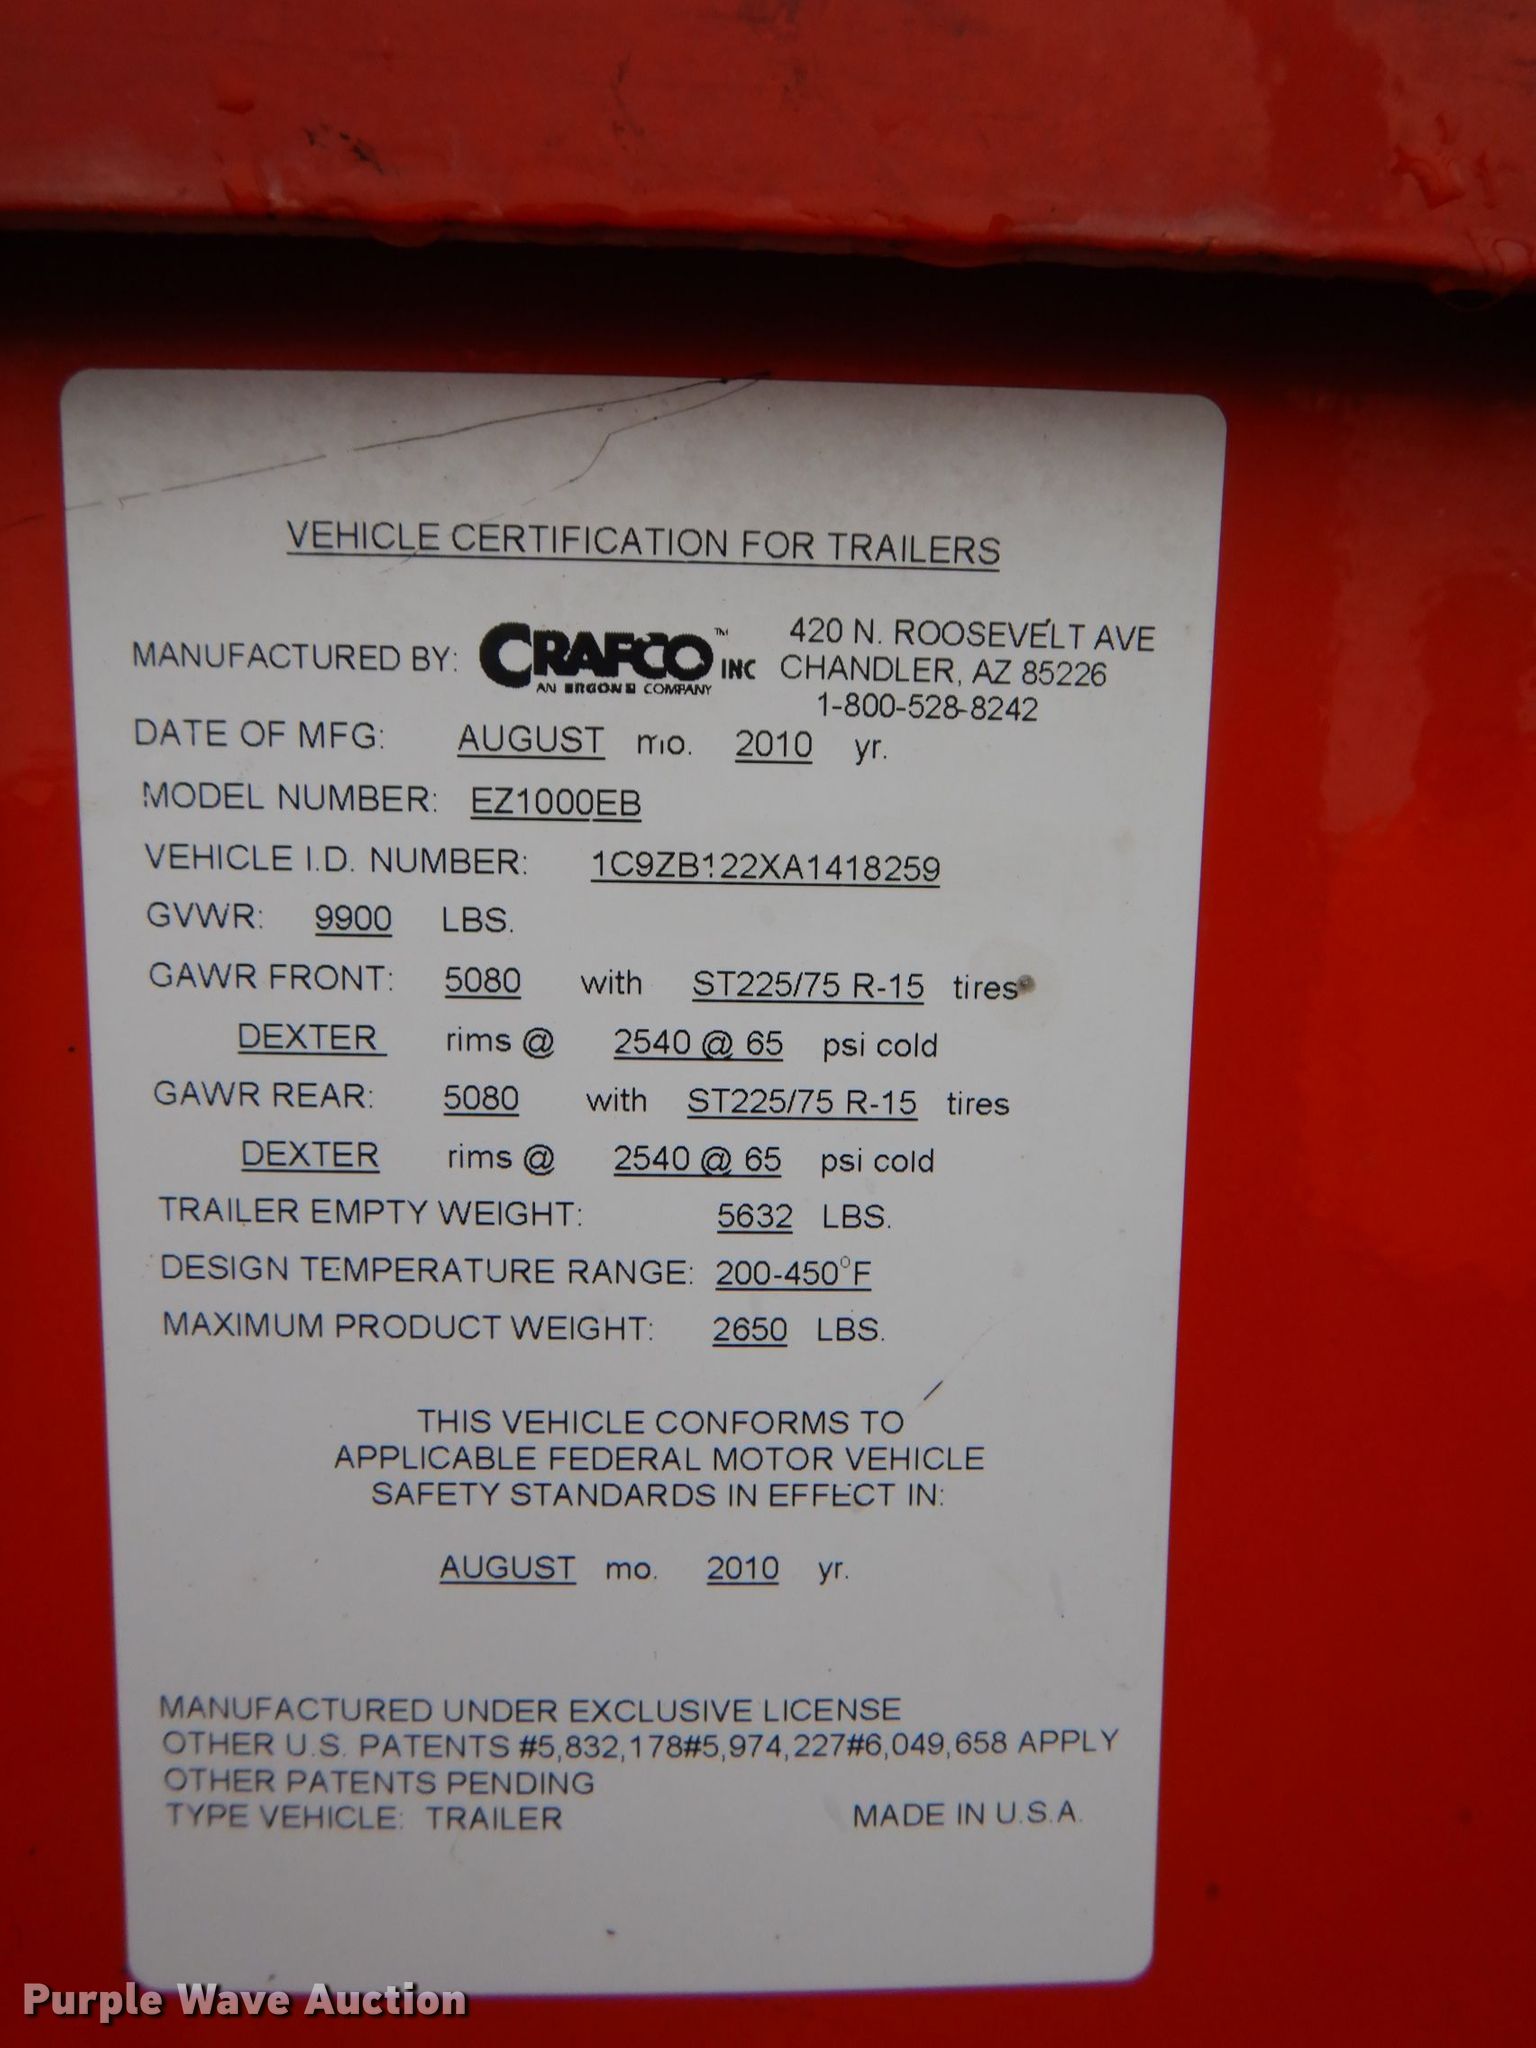 VEHICLE CERTIFICATION FOR TRAILERS
MANUFACTURED BY: CRAFCO™ INC
AN ERGON COMPANY
420 N. ROOSEVELT AVE
CHANDLER, AZ 85226
1-800-528-8242
DATE OF MFG: AUGUST mo. 2010 yr.
MODEL NUMBER: EZ1000EB
VEHICLE I.D. NUMBER: 1C9ZB122XA1418259
GVWR: 9900 LBS.
GAWR FRONT: 5080 with ST225/75 R-15 tires
DEXTER rims @ 2540 @ 65 psi cold
GAWR REAR: 5080 with ST225/75 R-15 tires
DEXTER rims @ 2540 @ 65 psi cold
TRAILER EMPTY WEIGHT: 5632 LBS.
DESIGN TEMPERATURE RANGE: 200-450°F
MAXIMUM PRODUCT WEIGHT: 2650 LBS.
THIS VEHICLE CONFORMS TO
APPLICABLE FEDERAL MOTOR VEHICLE
SAFETY STANDARDS IN EFFECT IN:
AUGUST mo. 2010 yr.
MANUFACTURED UNDER EXCLUSIVE LICENSE
OTHER U.S. PATENTS #5,832,178#5,974,227#6,049,658 APPLY
OTHER PATENTS PENDING
TYPE VEHICLE: TRAILER MADE IN U.S.A.
Purple Wave Auction